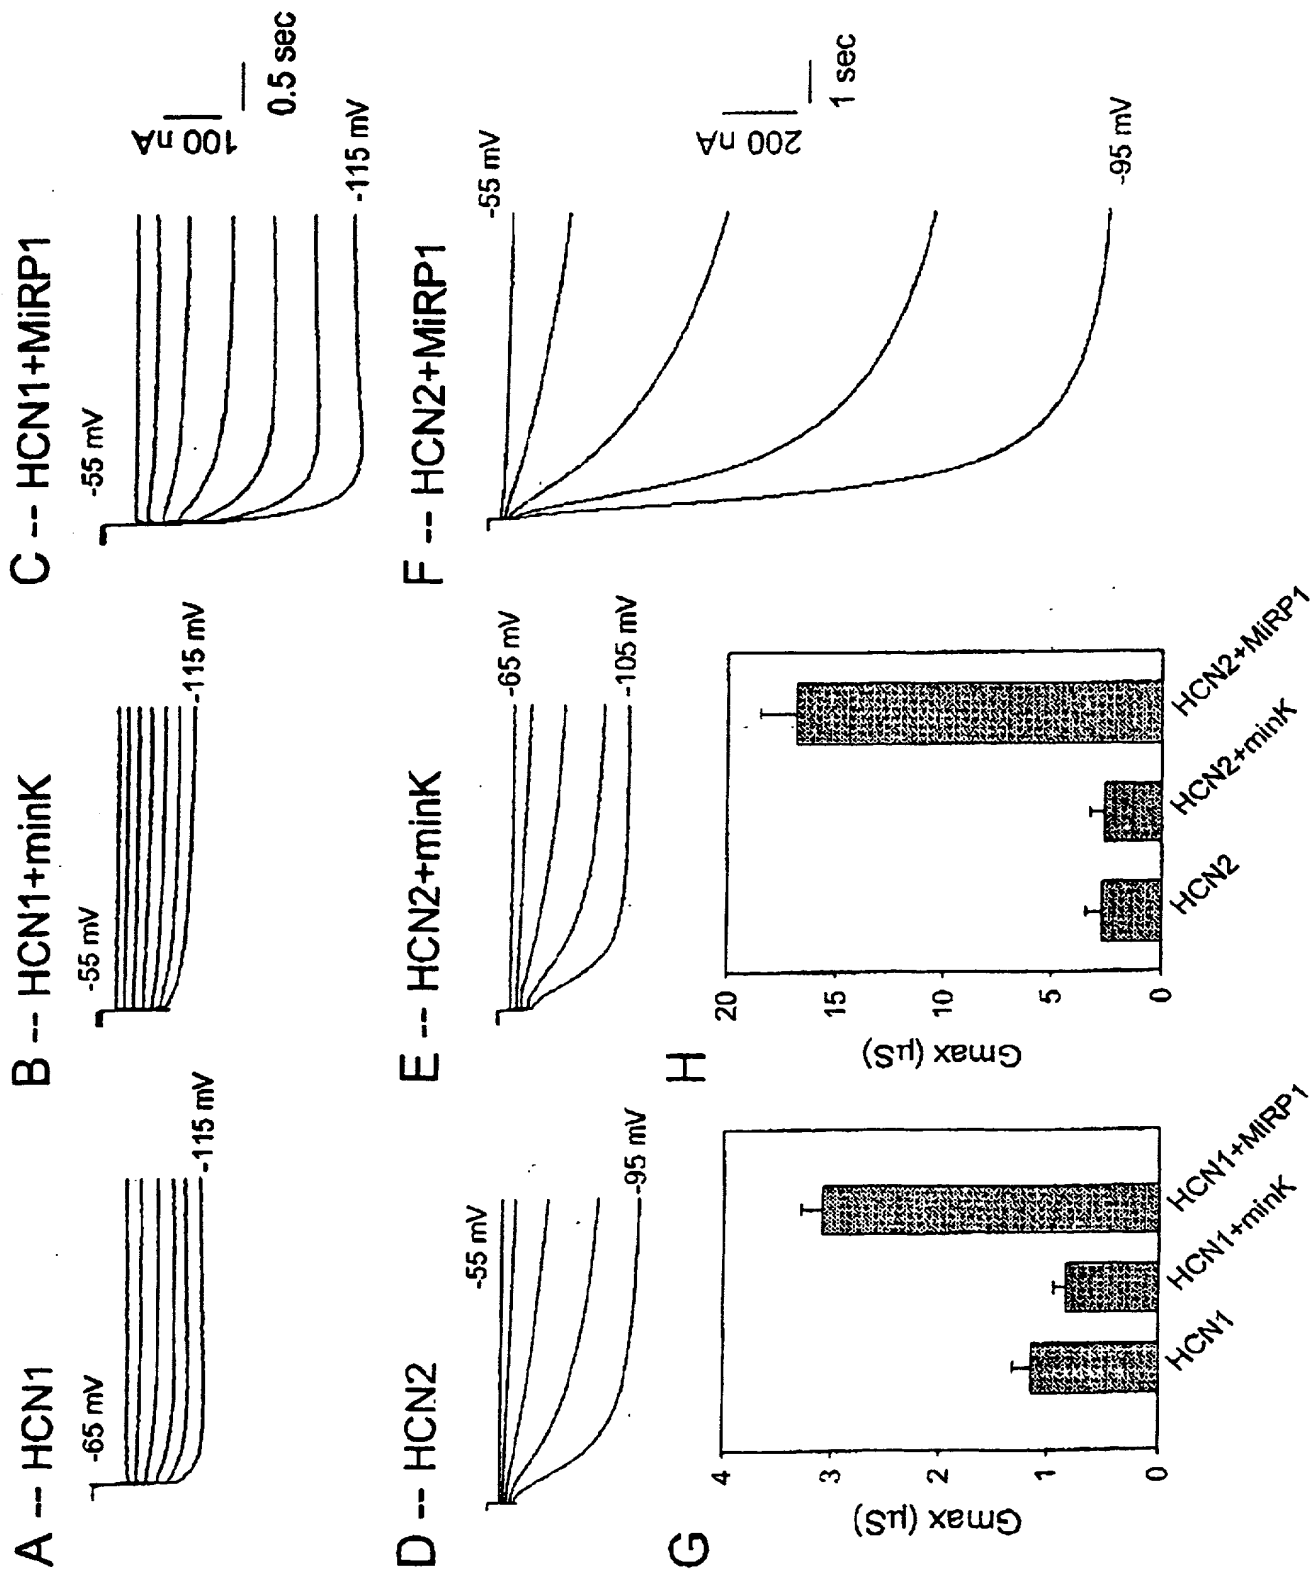 A -- HCN1
-65 mV
-115 mV
B -- HCN1+minK
-55 mV
-115 mV
C -- HCN1+MiRP1
-55 mV
-115 mV
100 nA
0.5 sec
D -- HCN2
-55 mV
-95 mV
E -- HCN2+minK
-65 mV
-105 mV
F -- HCN2+MiRP1
-55 mV
-95 mV
200 nA
1 sec
G
Gmax (µS)
4
3
2
1
0
HCN1
HCN1+minK
HCN1+MiRP1
H
Gmax (µS)
20
15
10
5
0
HCN2
HCN2+minK
HCN2+MiRP1